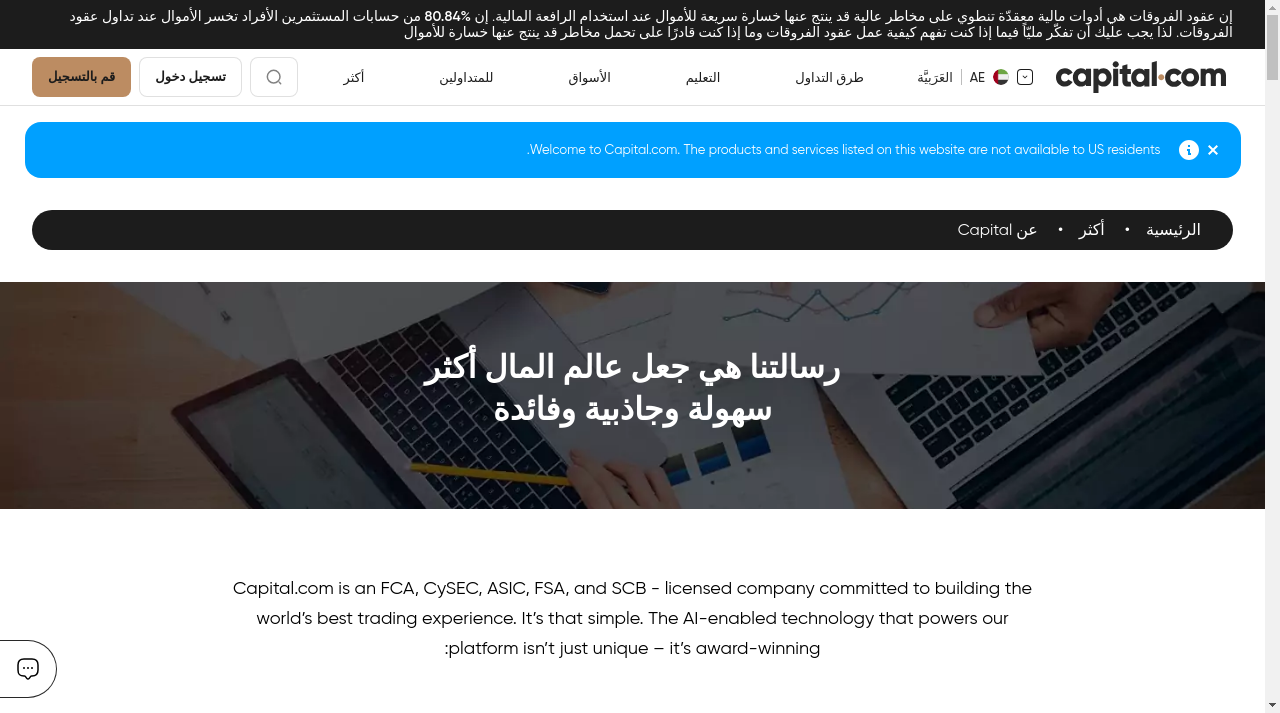 إن عقود الفروقات هي أدوات مالية معقدّة تنطوي على مخاطر عالية قد ينتج عنها خسارة سريعة للأموال عند استخدام الرافعة المالية. إن 80.84% من حسابات المستثمرين الأفراد تخسر الأموال عند تداول عقود
الفروقات. لذا يجب عليك أن تفكّر مليّاً فيما إذا كنت تفهم كيفية عمل عقود الفروقات وما إذا كنت قادرًا على تحمل مخاطر قد ينتج عنها خسارة للأموال
capital.com
AE العَرَبيَّة
طرق التداول
التعليم
الأسواق
للمتداولين
أكثر
تسجيل دخول
قم بالتسجيل
Welcome to Capital.com. The products and services listed on this website are not available to US residents.
الرئيسية • أكثر • عن Capital
رسالتنا هي جعل عالم المال أكثر
سهولة وجاذبية وفائدة
Capital.com is an FCA, CySEC, ASIC, FSA, and SCB - licensed company committed to building the
world’s best trading experience. It’s that simple. The AI-enabled technology that powers our
platform isn’t just unique – it’s award-winning: